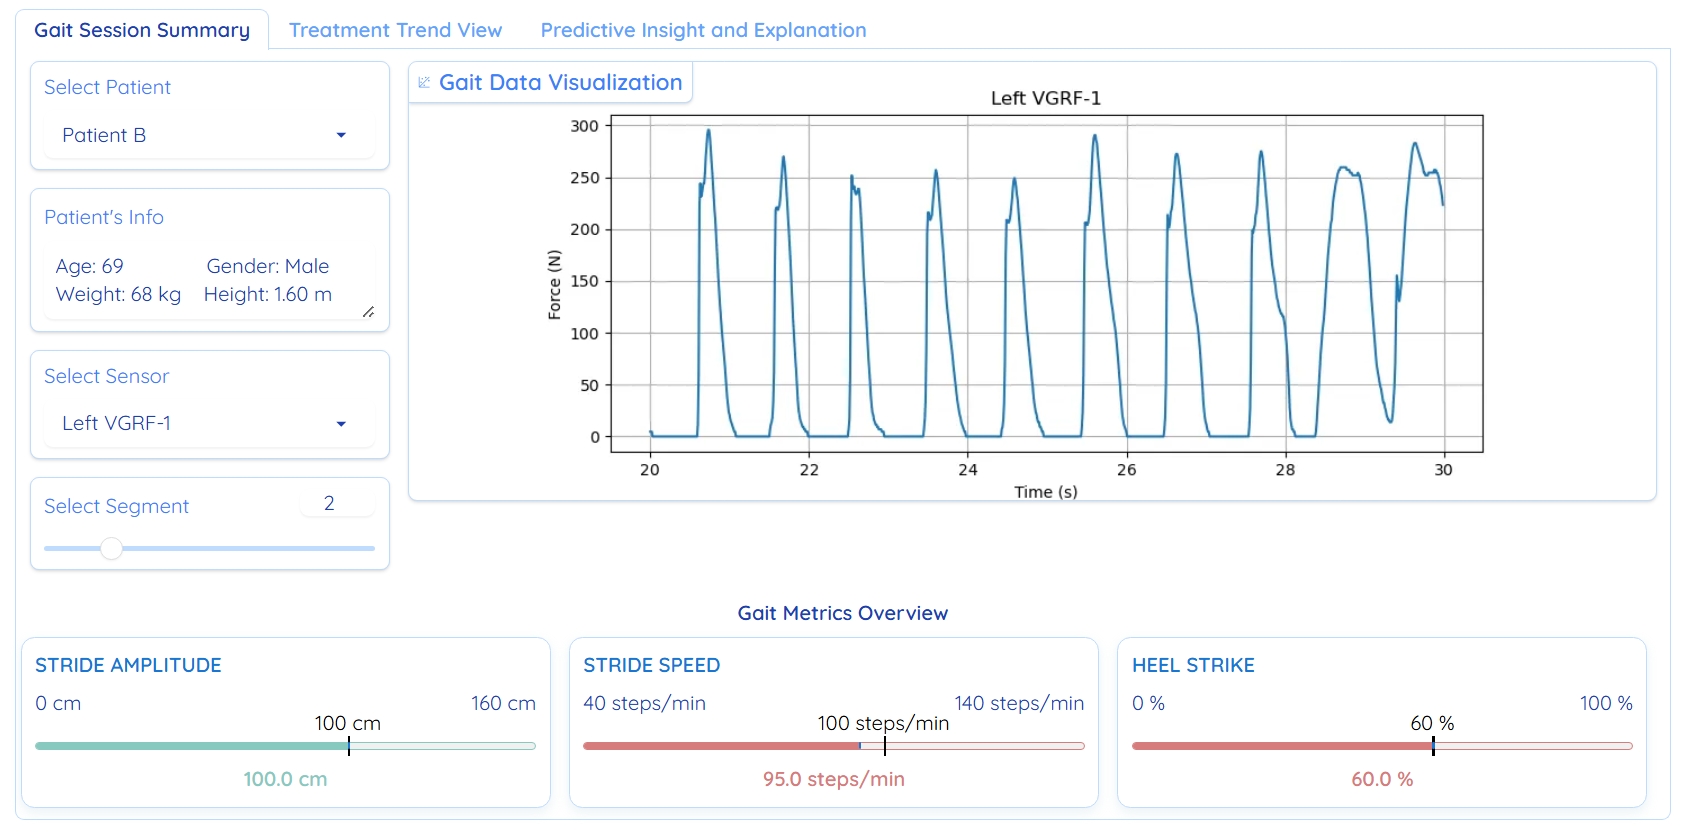 Gait Session Summary
Treatment Trend View
Predictive Insight and Explanation
Select Patient
Patient B
Patient's Info
Age: 69 Gender: Male
Weight: 68 kg Height: 1.60 m
Select Sensor
Left VGRF-1
Select Segment 2
Gait Data Visualization
Left VGRF-1
Force (N)
300
250
200
150
100
50
0
20 22 24 26 28 30
Time (s)
Gait Metrics Overview
STRIDE AMPLITUDE
0 cm 160 cm
100 cm
100.0 cm
STRIDE SPEED
40 steps/min 140 steps/min
100 steps/min
95.0 steps/min
HEEL STRIKE
0 % 100 %
60 %
60.0 %